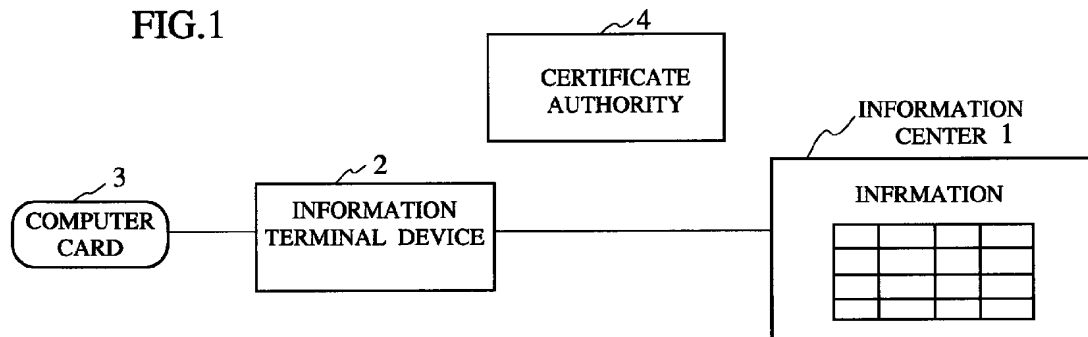 FIG.1
4
CERTIFICATE
AUTHORITY
INFORMATION
CENTER 1
3
COMPUTER
CARD
2
INFORMATION
TERMINAL DEVICE
INFRMATION